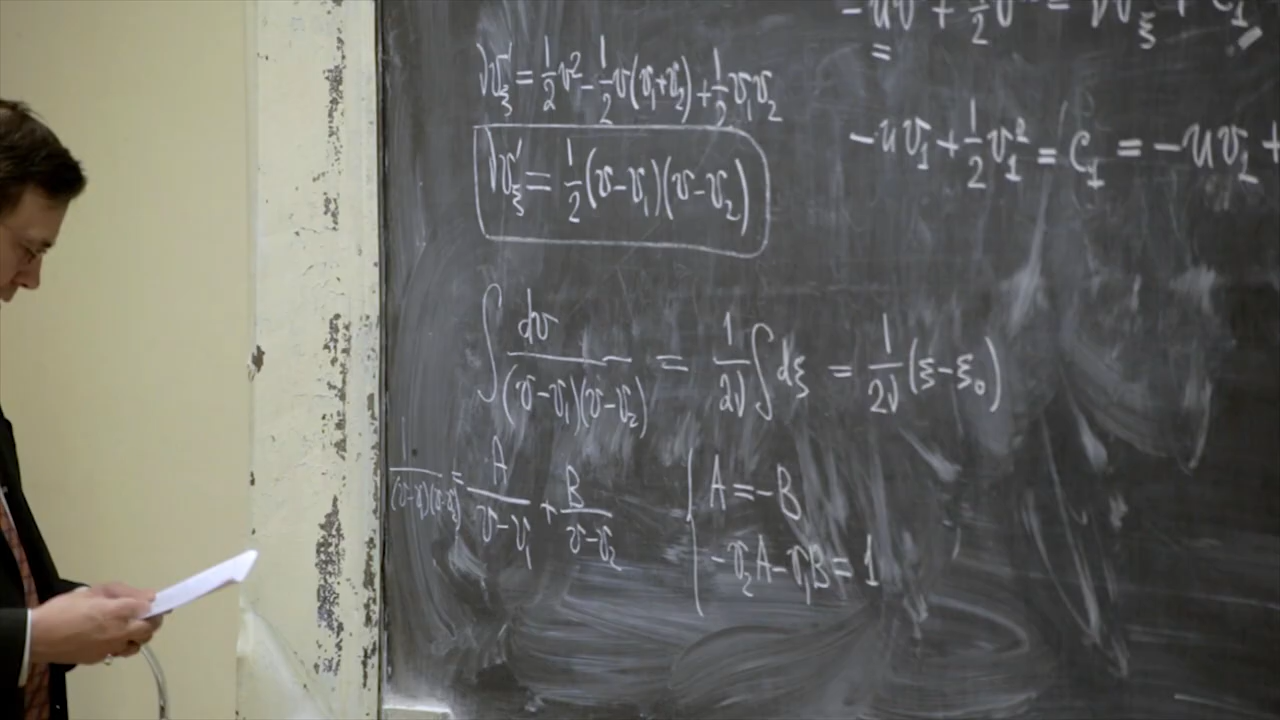 νv'_ξ = 1/2 v² - 1/2 v(v₁+v₂) + 1/2 v₁v₂
νv'_ξ = 1/2 (v-v₁)(v-v₂)
∫ dv/((v-v₁)(v-v₂)) = 1/2ν ∫dξ = 1/2ν (ξ-ξ₀)
1/((v-v₁)(v-v₂)) = A/(v-v₁) + B/(v-v₂)
A = -B
-v₂A - v₁B = 1
-uv₁ + 1/2 v₁² = C₁ = -uv₂ +